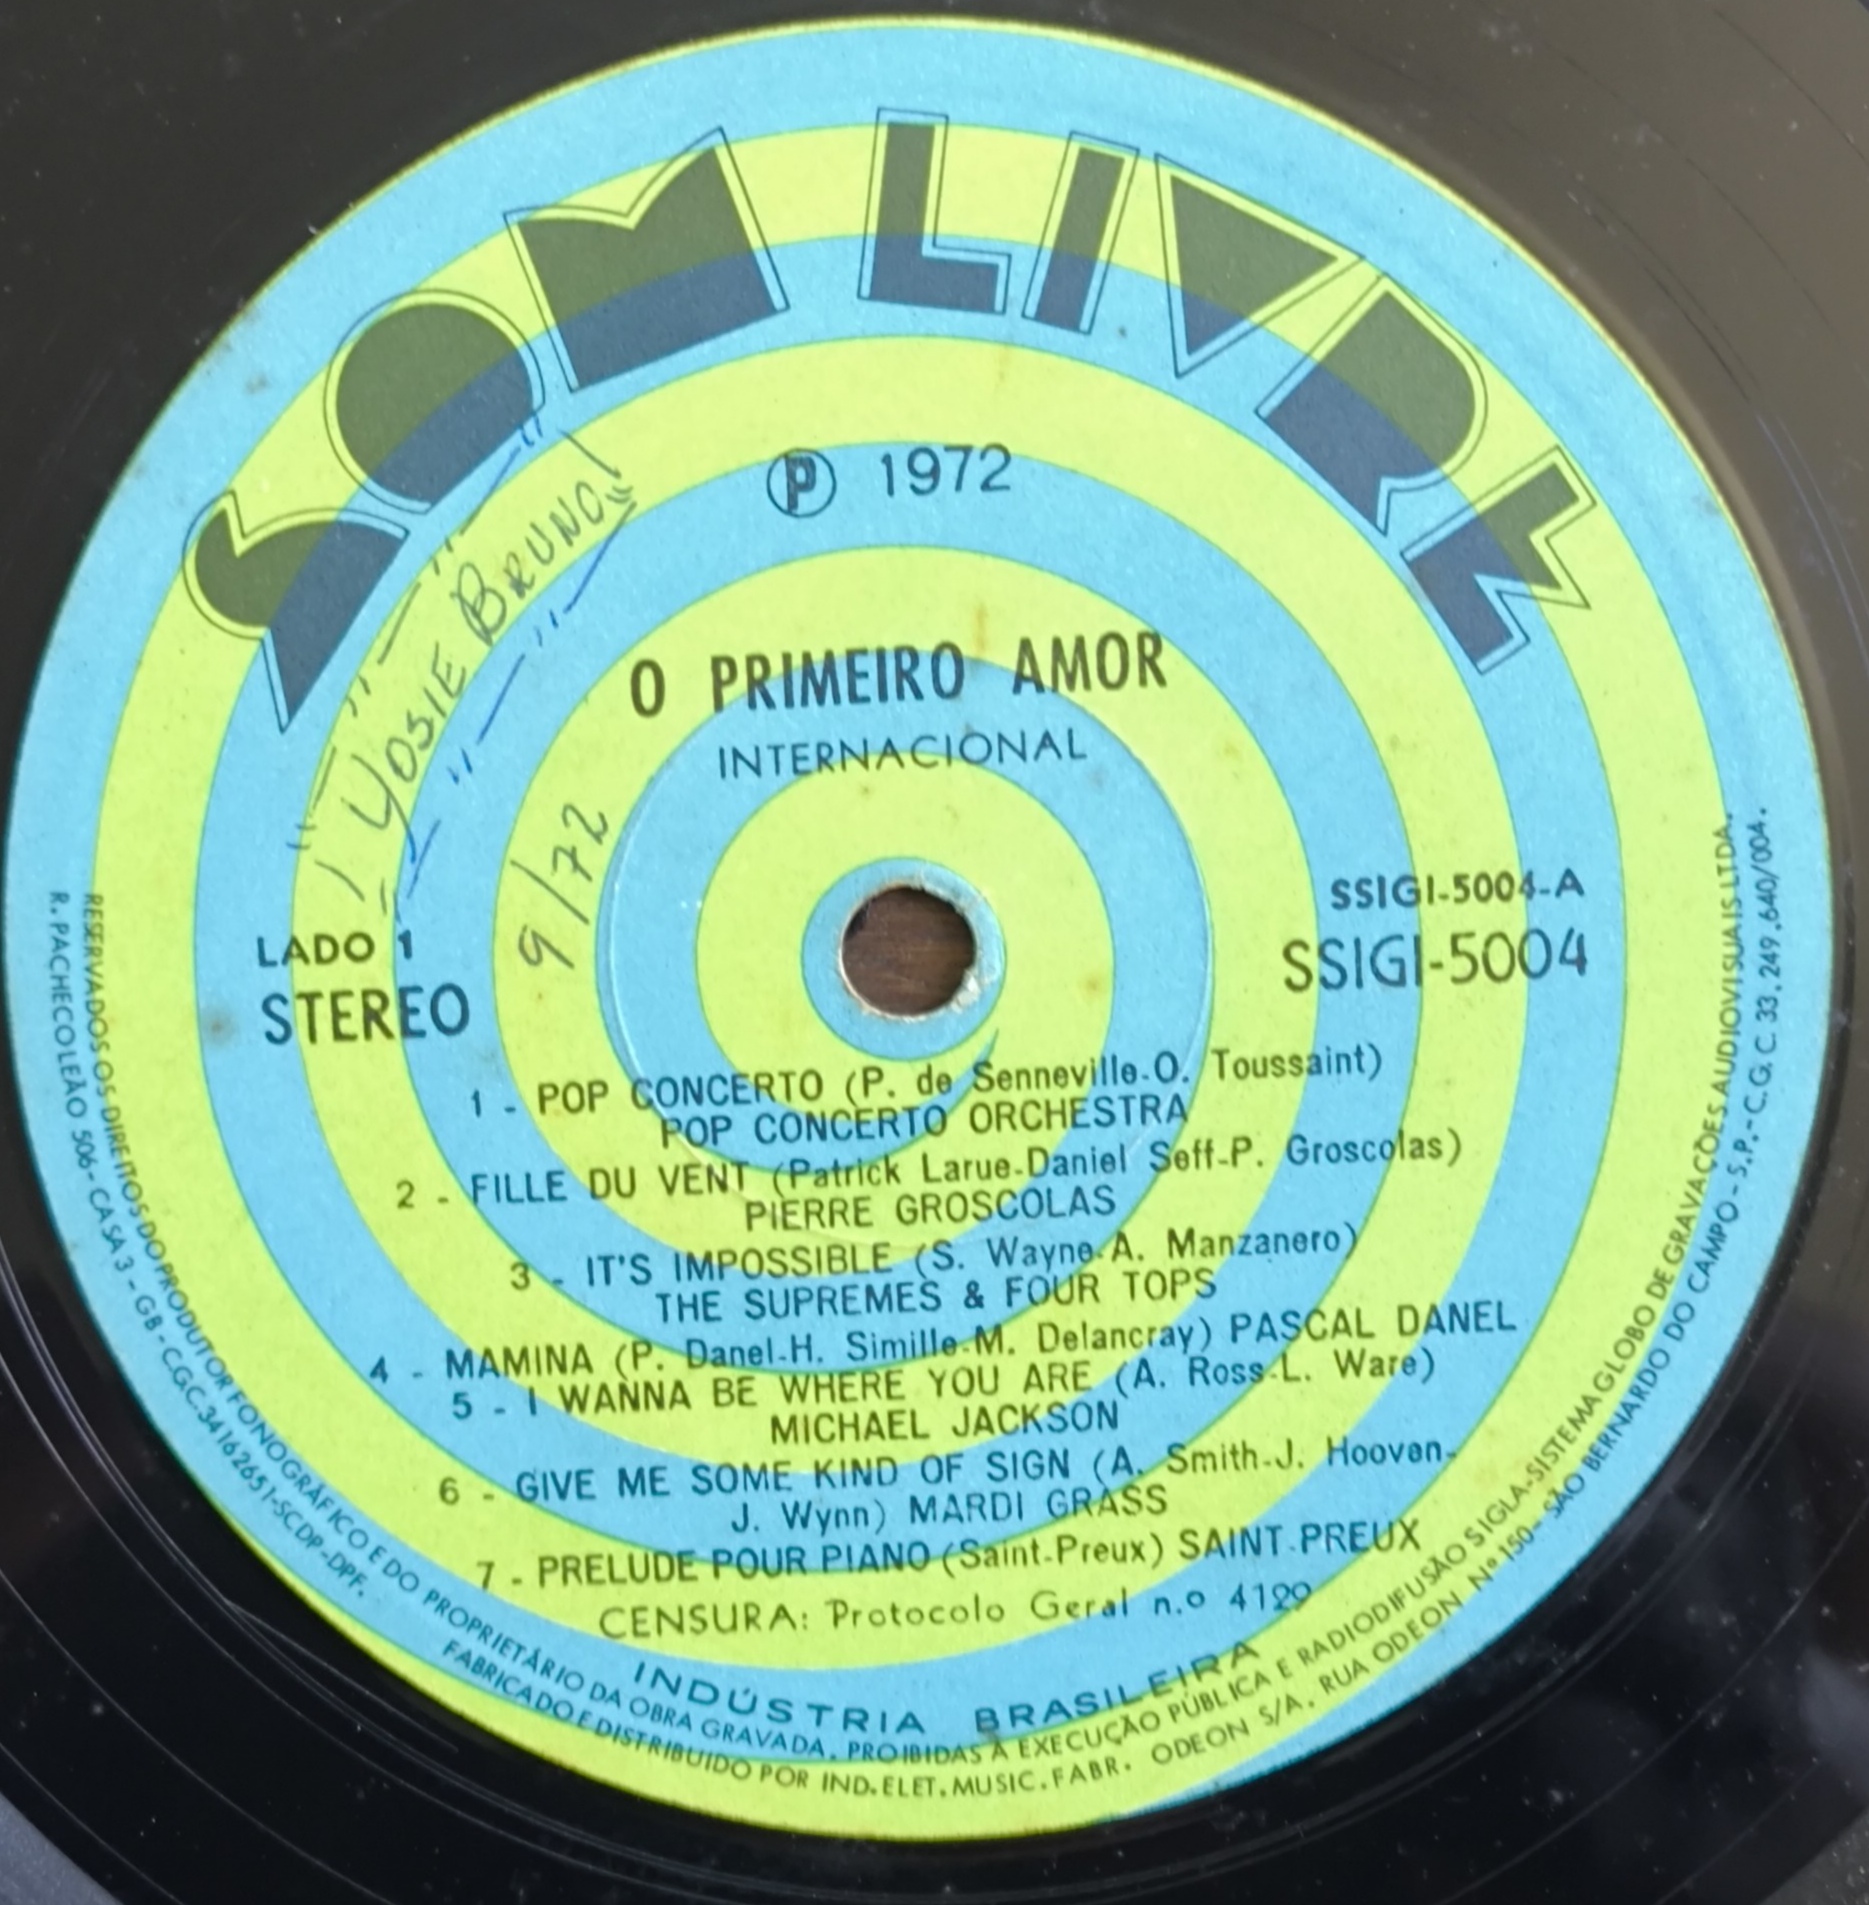 SOM LIVRE
℗ 1972
YOSIE BRUNO!
9/72
O PRIMEIRO AMOR
INTERNACIONAL
LADO 1
STEREO
SSIGI-5004-A
SSIGI-5004
1 - POP CONCERTO (P. de Senneville-O. Toussaint)
POP CONCERTO ORCHESTRA
2 - FILLE DU VENT (Patrick Larue-Daniel Seff-P. Groscolas)
PIERRE GROSCOLAS
3 - IT'S IMPOSSIBLE (S. Wayne-A. Manzanero)
THE SUPREMES & FOUR TOPS
4 - MAMINA (P. Danel-H. Simille-M. Delancray) PASCAL DANEL
5 - I WANNA BE WHERE YOU ARE (A. Ross-L. Ware)
MICHAEL JACKSON
6 - GIVE ME SOME KIND OF SIGN (A. Smith-J. Hooven-
J. Wynn) MARDI GRASS
7 - PRELUDE POUR PIANO (Saint-Preux) SAINT-PREUX
CENSURA: Protocolo Geral n.o 4129
INDÚSTRIA BRASILEIRA
RESERVADOS OS DIREITOS DO PRODUTOR FONOGRÁFICO E DO PROPRIETÁRIO DA OBRA GRAVADA. PROIBIDAS A EXECUÇÃO PÚBLICA E RADIODIFUSÃO SIGLA-SISTEMA GLOBO DE GRAVAÇÕES AUDIOVISUAIS LTDA.
R. PACHECO LEÃO 506 - CASA 3 - GB - C.G.C. 34162651-SCDP-DPF. FABRICADO E DISTRIBUIDO POR IND. ELET. MUSIC. FABR. ODEON S/A. RUA ODEON Nº 150 - SÃO BERNARDO DO CAMPO - S.P. - C.G.C. 33.249.640/004.